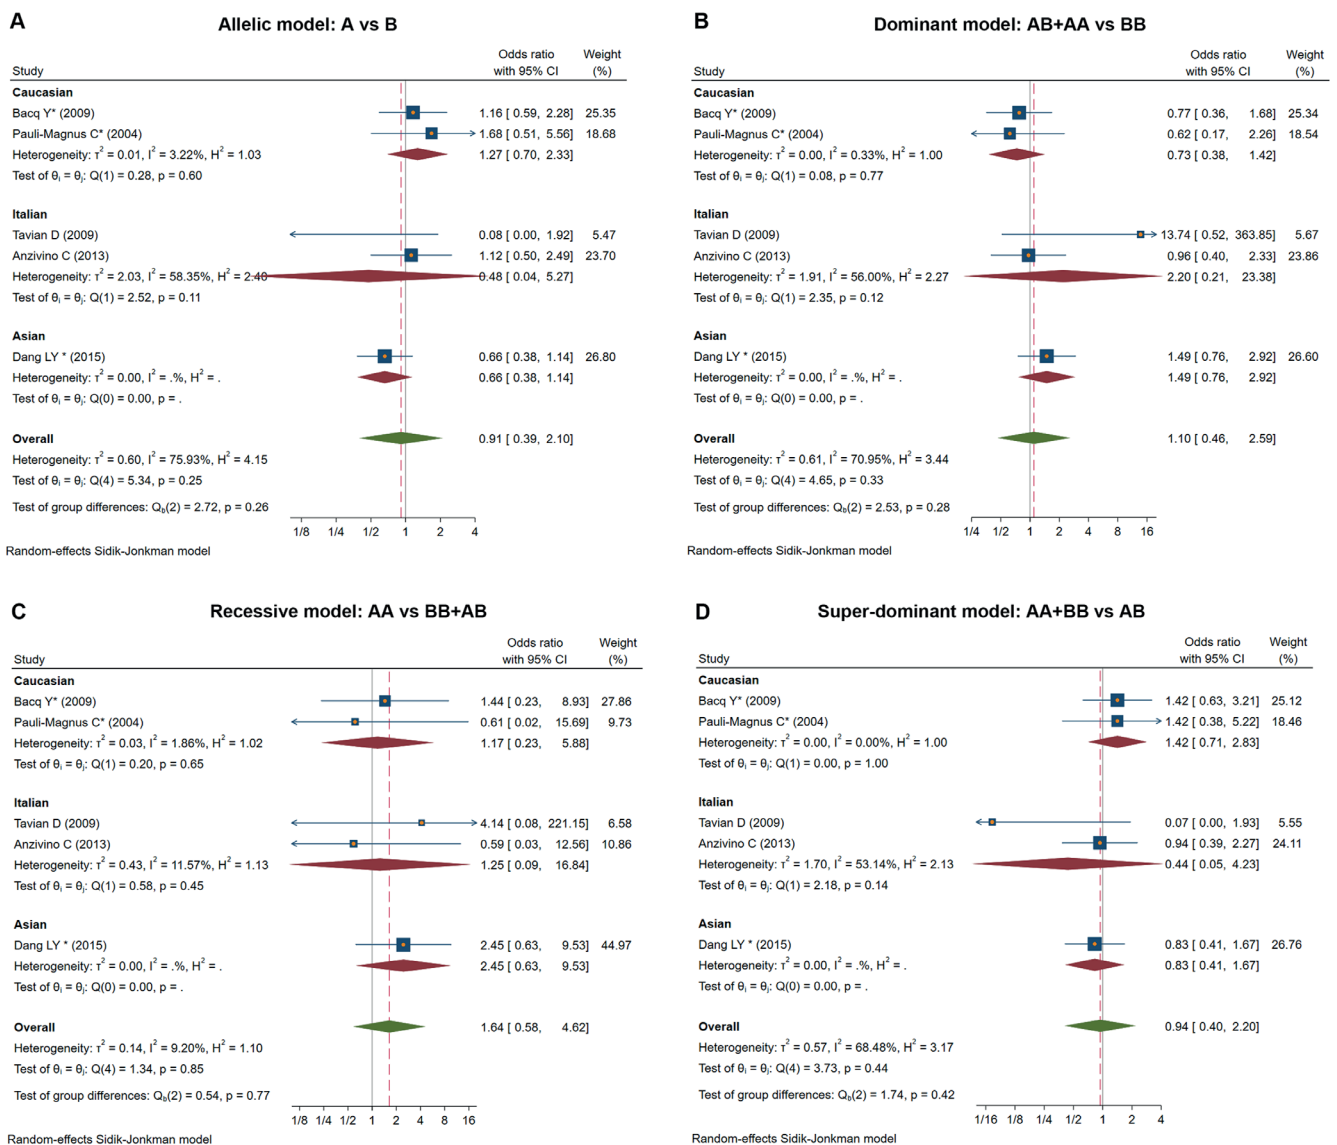 A
Allelic model: A vs B
Odds ratio Weight
Study with 95% CI (%)
Caucasian
Bacq Y* (2009) 1.16 [ 0.59, 2.28] 25.35
Pauli-Magnus C* (2004) 1.68 [ 0.51, 5.56] 18.68
Heterogeneity: τ² = 0.01, I² = 3.22%, H² = 1.03 1.27 [ 0.70, 2.33]
Test of θᵢ = θⱼ: Q(1) = 0.28, p = 0.60
Italian
Tavian D (2009) 0.08 [ 0.00, 1.92] 5.47
Anzivino C (2013) 1.12 [ 0.50, 2.49] 23.70
Heterogeneity: τ² = 2.03, I² = 58.35%, H² = 2.40 0.48 [ 0.04, 5.27]
Test of θᵢ = θⱼ: Q(1) = 2.52, p = 0.11
Asian
Dang LY * (2015) 0.66 [ 0.38, 1.14] 26.80
Heterogeneity: τ² = 0.00, I² = .%, H² = . 0.66 [ 0.38, 1.14]
Test of θᵢ = θⱼ: Q(0) = 0.00, p = .
Overall 0.91 [ 0.39, 2.10]
Heterogeneity: τ² = 0.60, I² = 75.93%, H² = 4.15
Test of θᵢ = θⱼ: Q(4) = 5.34, p = 0.25
Test of group differences: Q_b(2) = 2.72, p = 0.26
1/8 1/4 1/2 1 2 4
Random-effects Sidik-Jonkman model
B
Dominant model: AB+AA vs BB
Odds ratio Weight
Study with 95% CI (%)
Caucasian
Bacq Y* (2009) 0.77 [ 0.36, 1.68] 25.34
Pauli-Magnus C* (2004) 0.62 [ 0.17, 2.26] 18.54
Heterogeneity: τ² = 0.00, I² = 0.33%, H² = 1.00 0.73 [ 0.38, 1.42]
Test of θᵢ = θⱼ: Q(1) = 0.08, p = 0.77
Italian
Tavian D (2009) 13.74 [ 0.52, 363.85] 5.67
Anzivino C (2013) 0.96 [ 0.40, 2.33] 23.86
Heterogeneity: τ² = 1.91, I² = 56.00%, H² = 2.27 2.20 [ 0.21, 23.38]
Test of θᵢ = θⱼ: Q(1) = 2.35, p = 0.12
Asian
Dang LY * (2015) 1.49 [ 0.76, 2.92] 26.60
Heterogeneity: τ² = 0.00, I² = .%, H² = . 1.49 [ 0.76, 2.92]
Test of θᵢ = θⱼ: Q(0) = 0.00, p = .
Overall 1.10 [ 0.46, 2.59]
Heterogeneity: τ² = 0.61, I² = 70.95%, H² = 3.44
Test of θᵢ = θⱼ: Q(4) = 4.65, p = 0.33
Test of group differences: Q_b(2) = 2.53, p = 0.28
1/4 1/2 1 2 4 8 16
Random-effects Sidik-Jonkman model
C
Recessive model: AA vs BB+AB
Odds ratio Weight
Study with 95% CI (%)
Caucasian
Bacq Y* (2009) 1.44 [ 0.23, 8.93] 27.86
Pauli-Magnus C* (2004) 0.61 [ 0.02, 15.69] 9.73
Heterogeneity: τ² = 0.03, I² = 1.86%, H² = 1.02 1.17 [ 0.23, 5.88]
Test of θᵢ = θⱼ: Q(1) = 0.20, p = 0.65
Italian
Tavian D (2009) 4.14 [ 0.08, 221.15] 6.58
Anzivino C (2013) 0.59 [ 0.03, 12.56] 10.86
Heterogeneity: τ² = 0.43, I² = 11.57%, H² = 1.13 1.25 [ 0.09, 16.84]
Test of θᵢ = θⱼ: Q(1) = 0.58, p = 0.45
Asian
Dang LY * (2015) 2.45 [ 0.63, 9.53] 44.97
Heterogeneity: τ² = 0.00, I² = .%, H² = . 2.45 [ 0.63, 9.53]
Test of θᵢ = θⱼ: Q(0) = 0.00, p = .
Overall 1.64 [ 0.58, 4.62]
Heterogeneity: τ² = 0.14, I² = 9.20%, H² = 1.10
Test of θᵢ = θⱼ: Q(4) = 1.34, p = 0.85
Test of group differences: Q_b(2) = 0.54, p = 0.77
1/8 1/4 1/2 1 2 4 8 16
Random-effects Sidik-Jonkman model
D
Super-dominant model: AA+BB vs AB
Odds ratio Weight
Study with 95% CI (%)
Caucasian
Bacq Y* (2009) 1.42 [ 0.63, 3.21] 25.12
Pauli-Magnus C* (2004) 1.42 [ 0.38, 5.22] 18.46
Heterogeneity: τ² = 0.00, I² = 0.00%, H² = 1.00 1.42 [ 0.71, 2.83]
Test of θᵢ = θⱼ: Q(1) = 0.00, p = 1.00
Italian
Tavian D (2009) 0.07 [ 0.00, 1.93] 5.55
Anzivino C (2013) 0.94 [ 0.39, 2.27] 24.11
Heterogeneity: τ² = 1.70, I² = 53.14%, H² = 2.13 0.44 [ 0.05, 4.23]
Test of θᵢ = θⱼ: Q(1) = 2.18, p = 0.14
Asian
Dang LY * (2015) 0.83 [ 0.41, 1.67] 26.76
Heterogeneity: τ² = 0.00, I² = .%, H² = . 0.83 [ 0.41, 1.67]
Test of θᵢ = θⱼ: Q(0) = 0.00, p = .
Overall 0.94 [ 0.40, 2.20]
Heterogeneity: τ² = 0.57, I² = 68.48%, H² = 3.17
Test of θᵢ = θⱼ: Q(4) = 3.73, p = 0.44
Test of group differences: Q_b(2) = 1.74, p = 0.42
1/16 1/8 1/4 1/2 1 2 4
Random-effects Sidik-Jonkman model